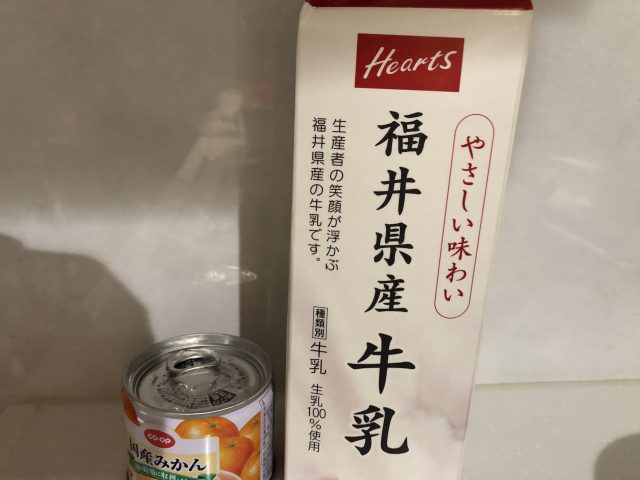 Hearts
やさしい味わい
福井県産
牛乳
生産者の笑顔が浮かぶ
福井県産の牛乳です。
種類別 牛乳 生乳100%使用
CO・OP
国産みかん